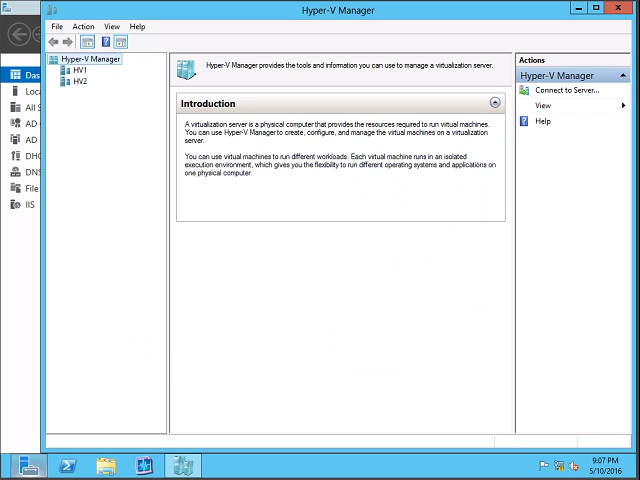 Hyper-V Manager
File Action View Help
Das
Loca
All S
AD
AD
DHC
DNS
File
IIS
Hyper-V Manager
HV1
HV2
Hyper-V Manager provides the tools and information you can use to manage a virtualization server.
Introduction
A virtualization server is a physical computer that provides the resources required to run virtual machines.
You can use Hyper-V Manager to create, configure, and manage the virtual machines on a virtualization
server.
You can use virtual machines to run different workloads. Each virtual machine runs in an isolated
execution environment, which gives you the flexibility to run different operating systems and applications on
one physical computer.
Actions
Hyper-V Manager
Connect to Server...
View
Help
9:07 PM
5/10/2016